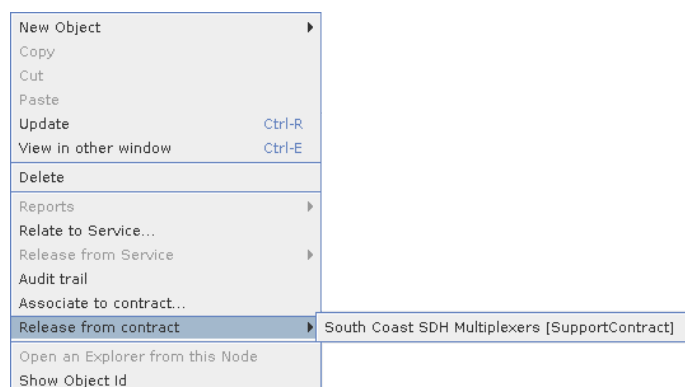 New Object
Copy
Cut
Paste
Update Ctrl-R
View in other window Ctrl-E
Delete
Reports
Relate to Service...
Release from Service
Audit trail
Associate to contract...
Release from contract South Coast SDH Multiplexers [SupportContract]
Open an Explorer from this Node
Show Object Id